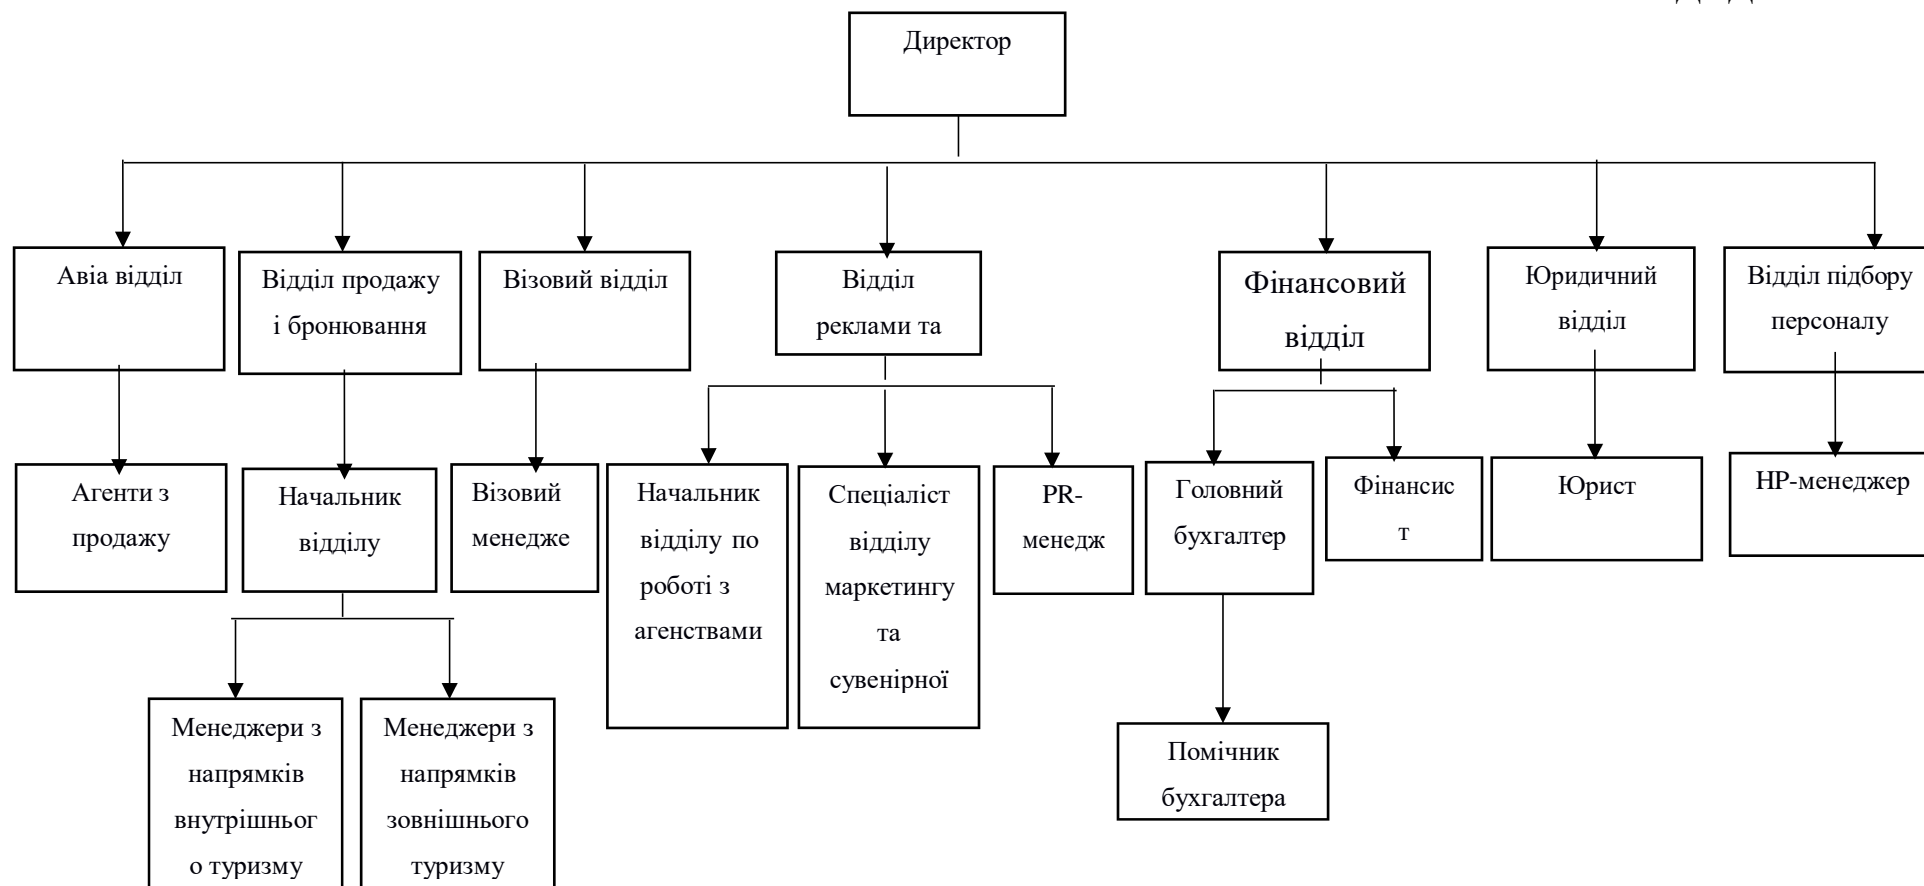 Директор
Авіа відділ
Відділ продажу
і бронювання
Візовий відділ
Відділ
реклами та
Фінансовий
відділ
Юридичний
відділ
Відділ підбору
персоналу
Агенти з
продажу
Начальник
відділу
Візовий
менедже
Начальник
відділу по
роботі з
агенствами
Спеціаліст
відділу
маркетингу
та
сувенірної
PR-
менедж
Головний
бухгалтер
Фінансис
т
Юрист
HP-менеджер
Менеджери з
напрямків
внутрішньог
о туризму
Менеджери з
напрямків
зовнішнього
туризму
Помічник
бухгалтера